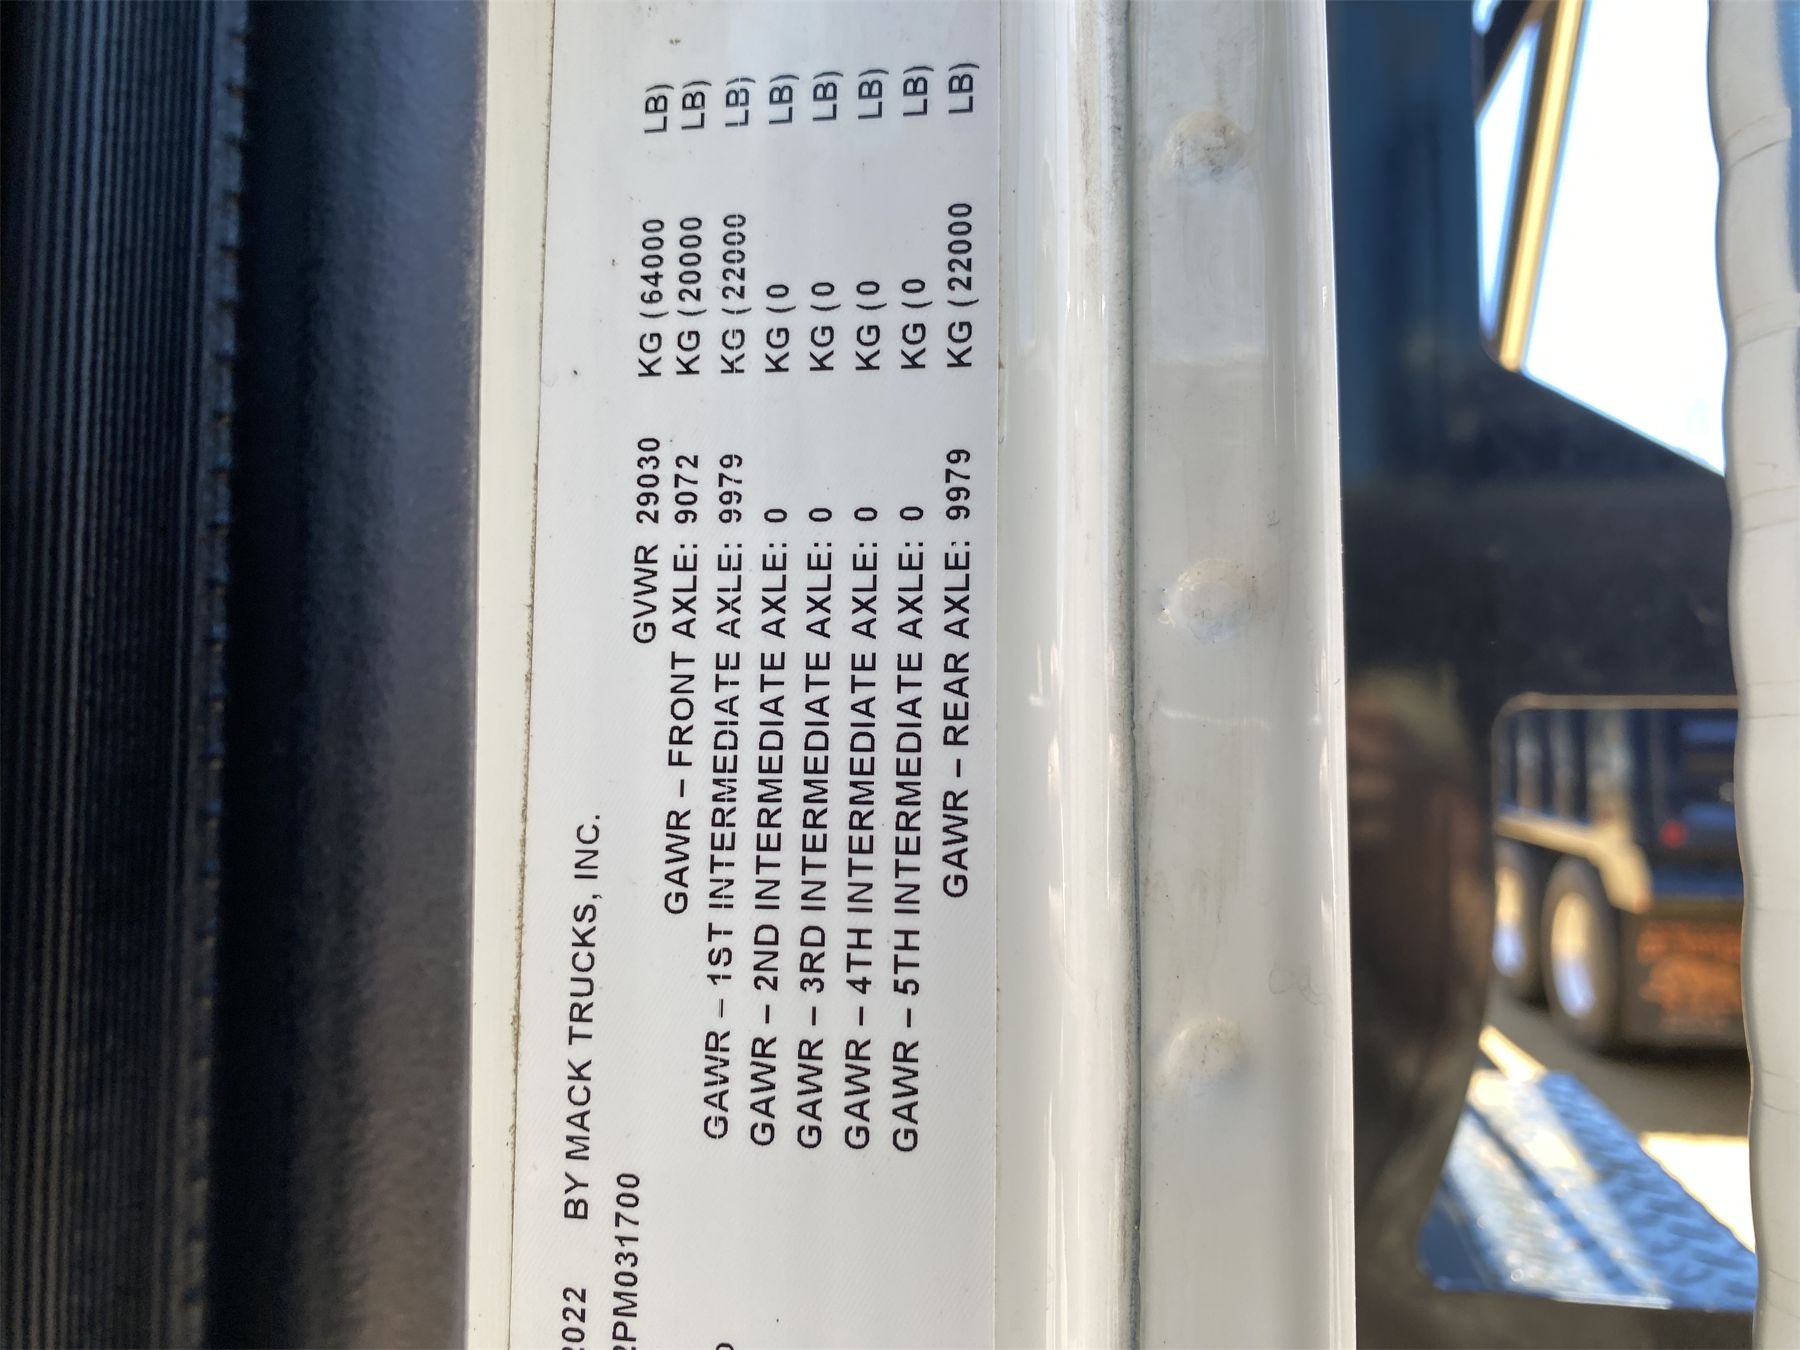 2022 BY MACK TRUCKS, INC.
2PM031700
GVWR 29030 KG (64000 LB)
GAWR – FRONT AXLE: 9072 KG (20000 LB)
GAWR – 1ST INTERMEDIATE AXLE: 9979 KG (22000 LB)
GAWR – 2ND INTERMEDIATE AXLE: 0 KG (0 LB)
GAWR – 3RD INTERMEDIATE AXLE: 0 KG (0 LB)
GAWR – 4TH INTERMEDIATE AXLE: 0 KG (0 LB)
GAWR – 5TH INTERMEDIATE AXLE: 0 KG (0 LB)
GAWR – REAR AXLE: 9979 KG (22000 LB)